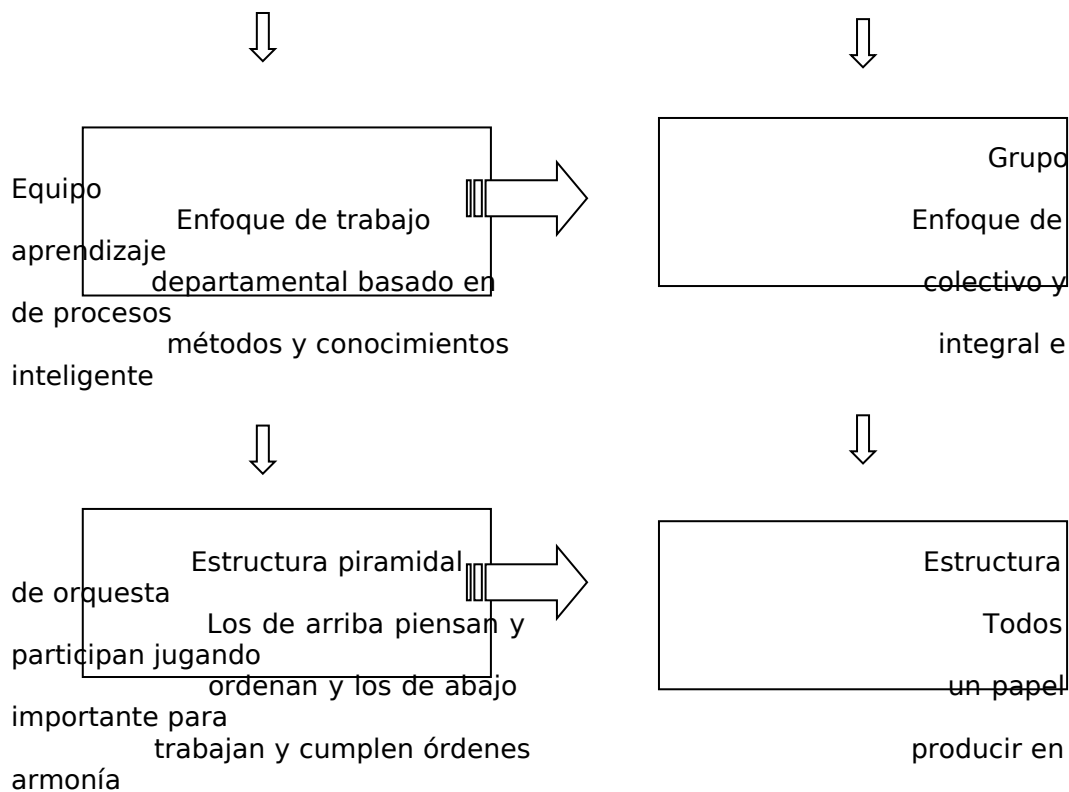 Grupo
Equipo
Enfoque de trabajo Enfoque de
aprendizaje
departamental basado en colectivo y
de procesos
métodos y conocimientos integral e
inteligente
Estructura piramidal Estructura
de orquesta
Los de arriba piensan y Todos
participan jugando
ordenan y los de abajo un papel
importante para
trabajan y cumplen órdenes producir en
armonía